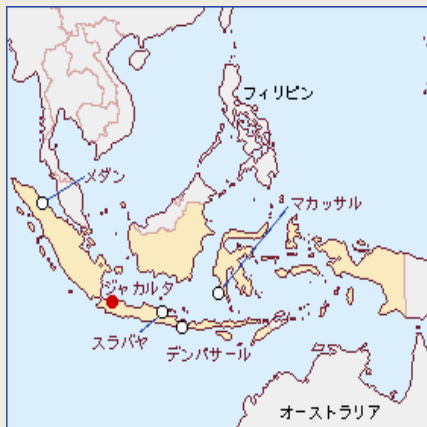 フィリピン
メダン
マカッサル
ジャカルタ
スラバヤ
デンパサール
オーストラリア